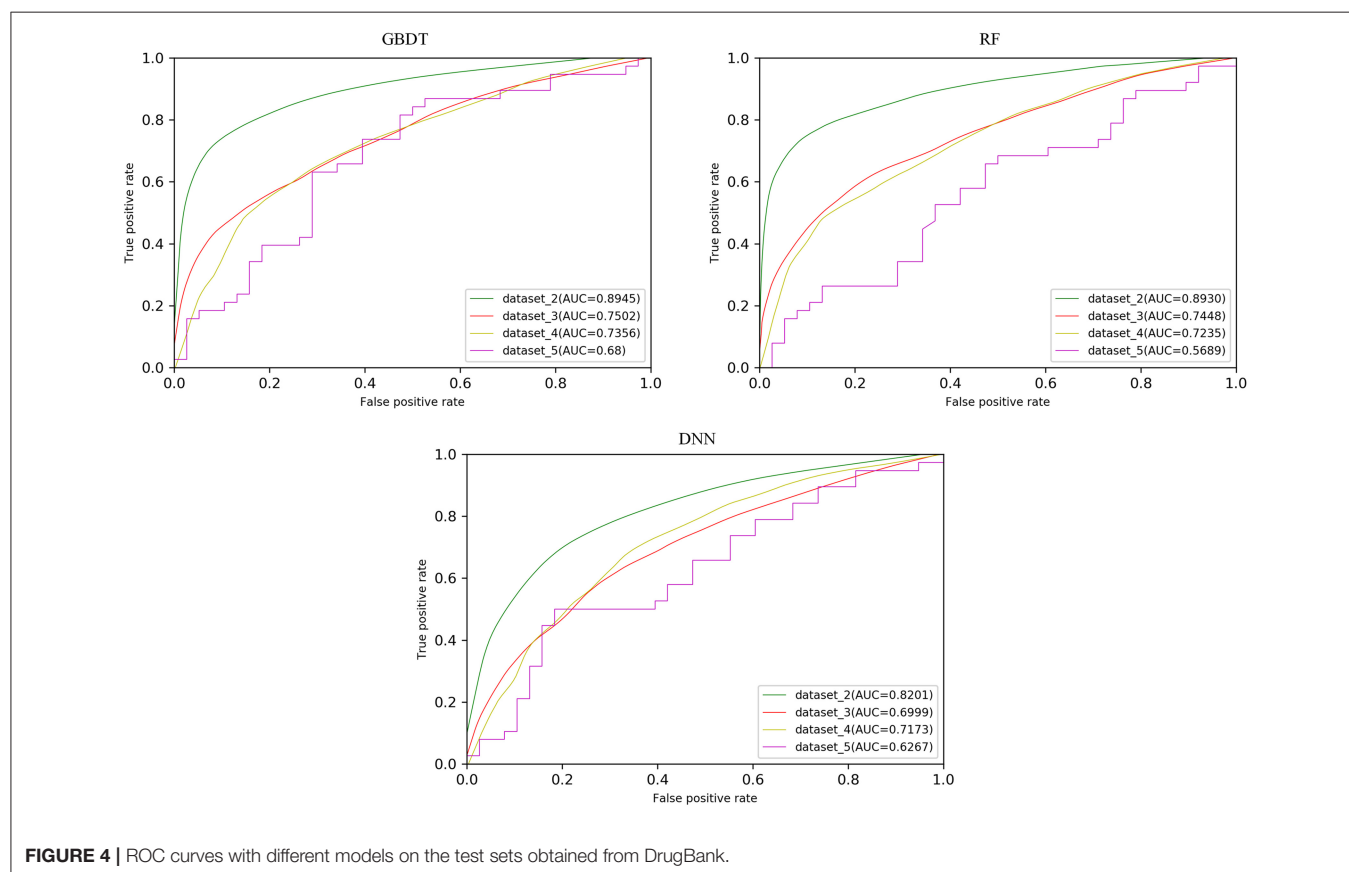 GBDT
1.0
0.8
0.6
0.4
0.2
0.0
True positive rate
0.0 0.2 0.4 0.6 0.8 1.0
False positive rate
dataset_2(AUC=0.8945)
dataset_3(AUC=0.7502)
dataset_4(AUC=0.7356)
dataset_5(AUC=0.68)
RF
1.0
0.8
0.6
0.4
0.2
0.0
True positive rate
0.0 0.2 0.4 0.6 0.8 1.0
False positive rate
dataset_2(AUC=0.8930)
dataset_3(AUC=0.7448)
dataset_4(AUC=0.7235)
dataset_5(AUC=0.5689)
DNN
1.0
0.8
0.6
0.4
0.2
0.0
True positive rate
0.0 0.2 0.4 0.6 0.8 1.0
False positive rate
dataset_2(AUC=0.8201)
dataset_3(AUC=0.6999)
dataset_4(AUC=0.7173)
dataset_5(AUC=0.6267)
FIGURE 4 | ROC curves with different models on the test sets obtained from DrugBank.